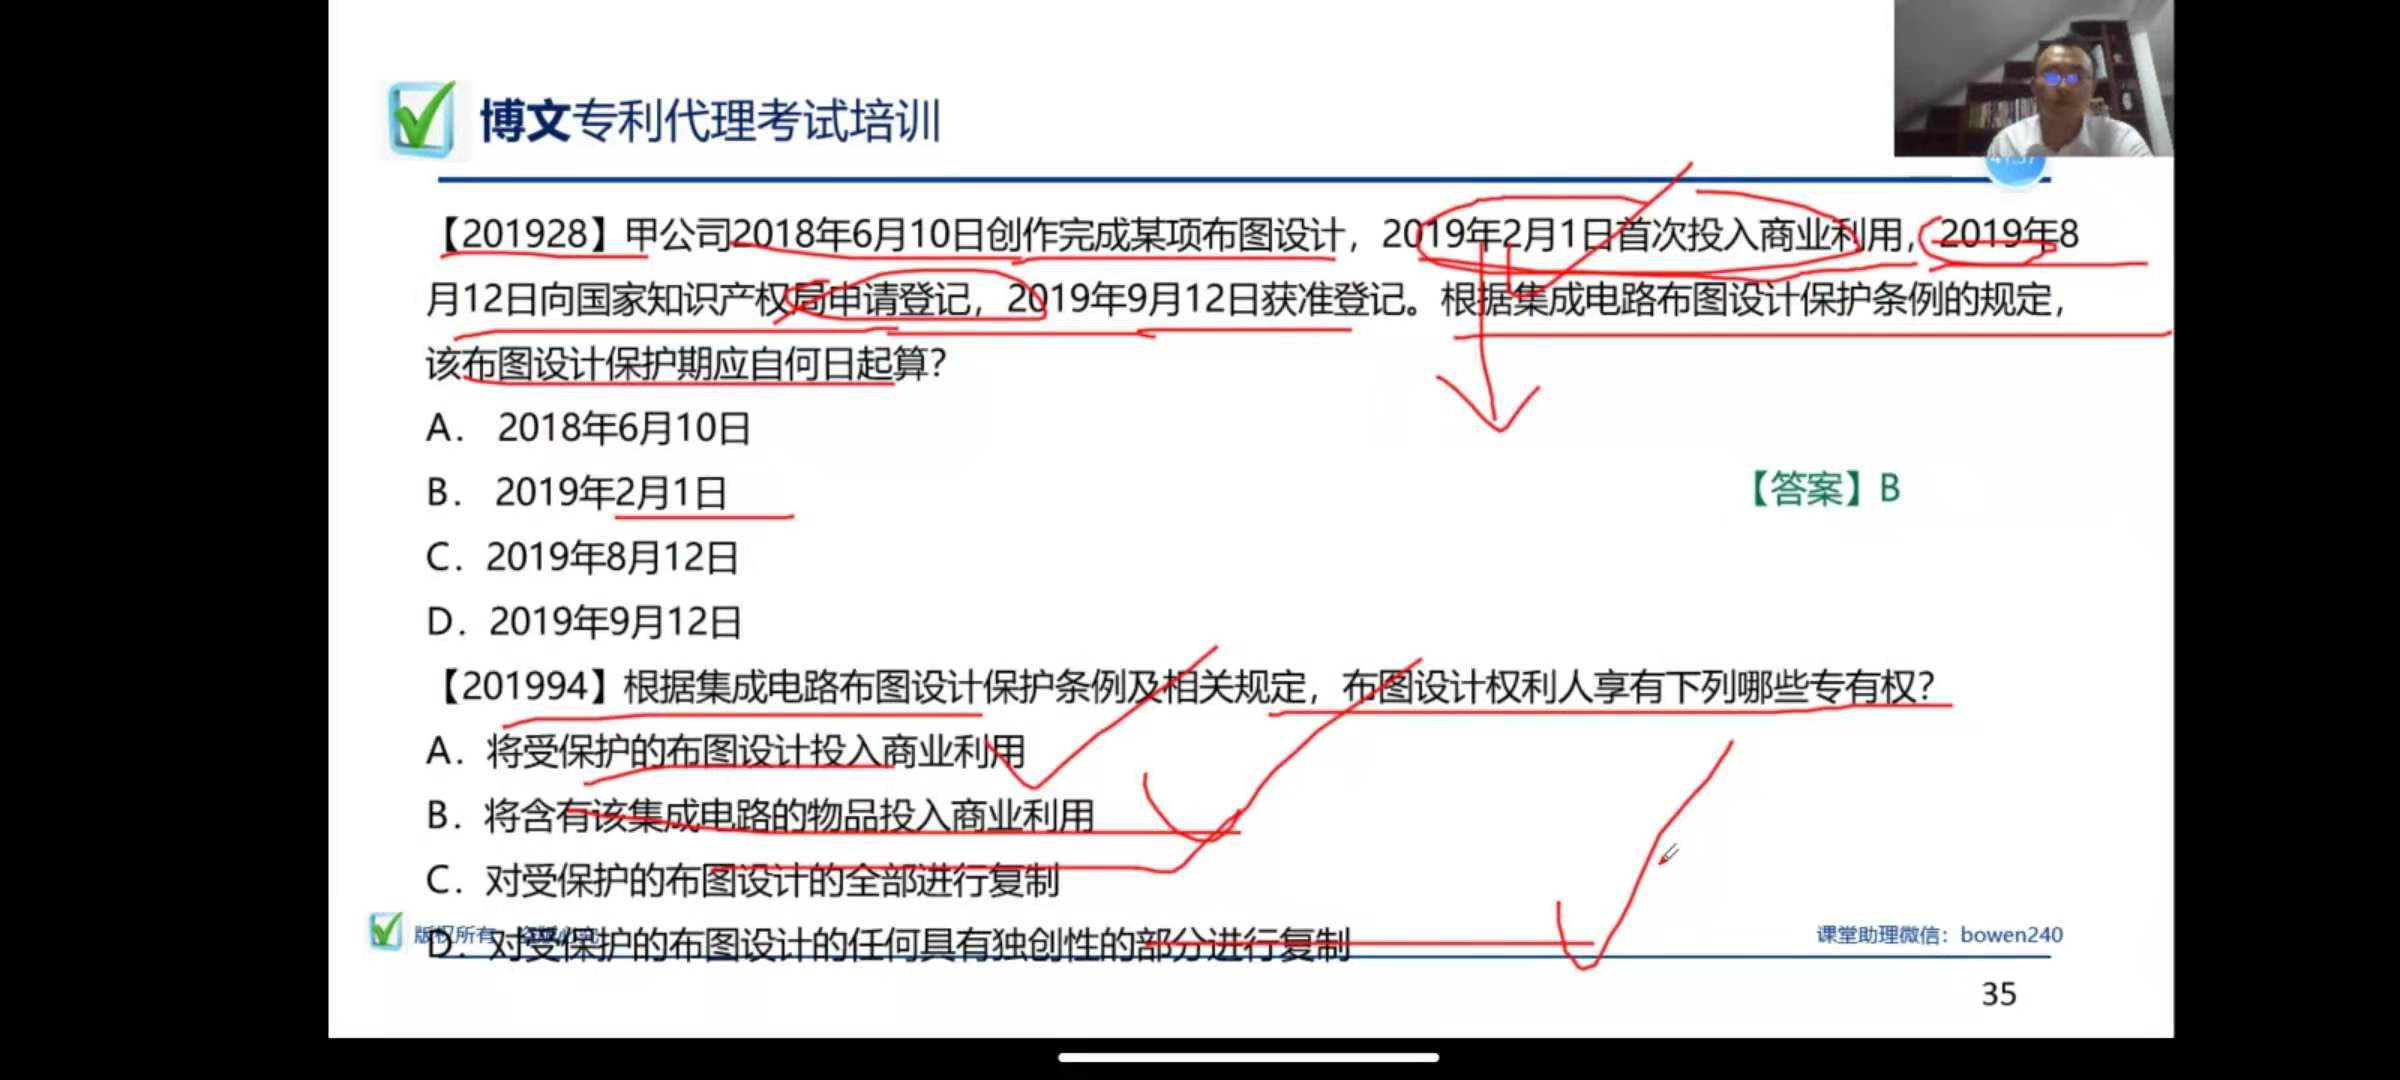 博文专利代理考试培训
【201928】甲公司2018年6月10日创作完成某项布图设计，2019年2月1日首次投入商业利用，2019年8
月12日向国家知识产权局申请登记，2019年9月12日获准登记。根据集成电路布图设计保护条例的规定，
该布图设计保护期应自何日起算？
A. 2018年6月10日
B. 2019年2月1日
【答案】B
C. 2019年8月12日
D. 2019年9月12日
【201994】根据集成电路布图设计保护条例及相关规定，布图设计权利人享有下列哪些专有权？
A. 将受保护的布图设计投入商业利用
B. 将含有该集成电路的物品投入商业利用
C. 对受保护的布图设计的全部进行复制
版权所有
课堂助理微信：bowen240
D. 对受保护的布图设计的任何具有独创性的部分进行复制
35